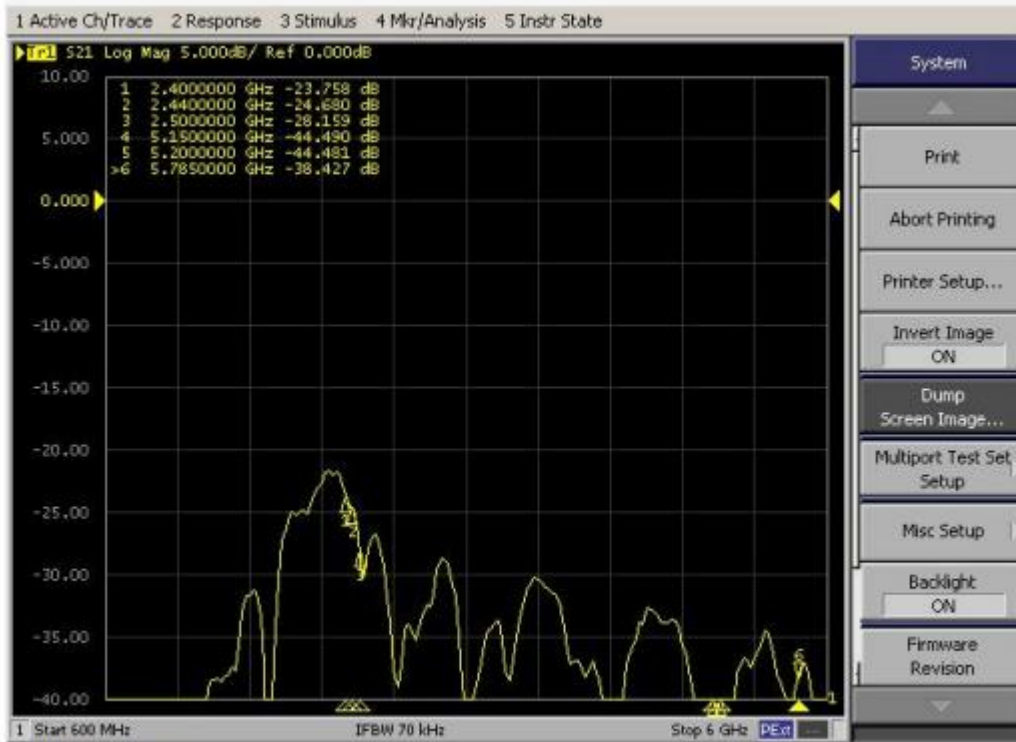 1 Active Ch/Trace 2 Response 3 Stimulus 4 Mkr/Analysis 5 Instr State
Tr1 S21 Log Mag 5.000dB/ Ref 0.000dB
10.00
5.000
0.000
-5.000
-10.00
-15.00
-20.00
-25.00
-30.00
-35.00
-40.00
1 2.4000000 GHz -23.758 dB
2 2.4400000 GHz -24.680 dB
3 2.5000000 GHz -28.159 dB
4 5.1500000 GHz -44.490 dB
5 5.2000000 GHz -44.481 dB
>6 5.7850000 GHz -38.427 dB
6
1
1 Start 600 MHz IFBW 70 kHz Stop 6 GHz PExt
System
Print
Abort Printing
Printer Setup...
Invert Image
ON
Dump
Screen Image...
Multiport Test Set
Setup
Misc Setup
Backlight
ON
Firmware
Revision